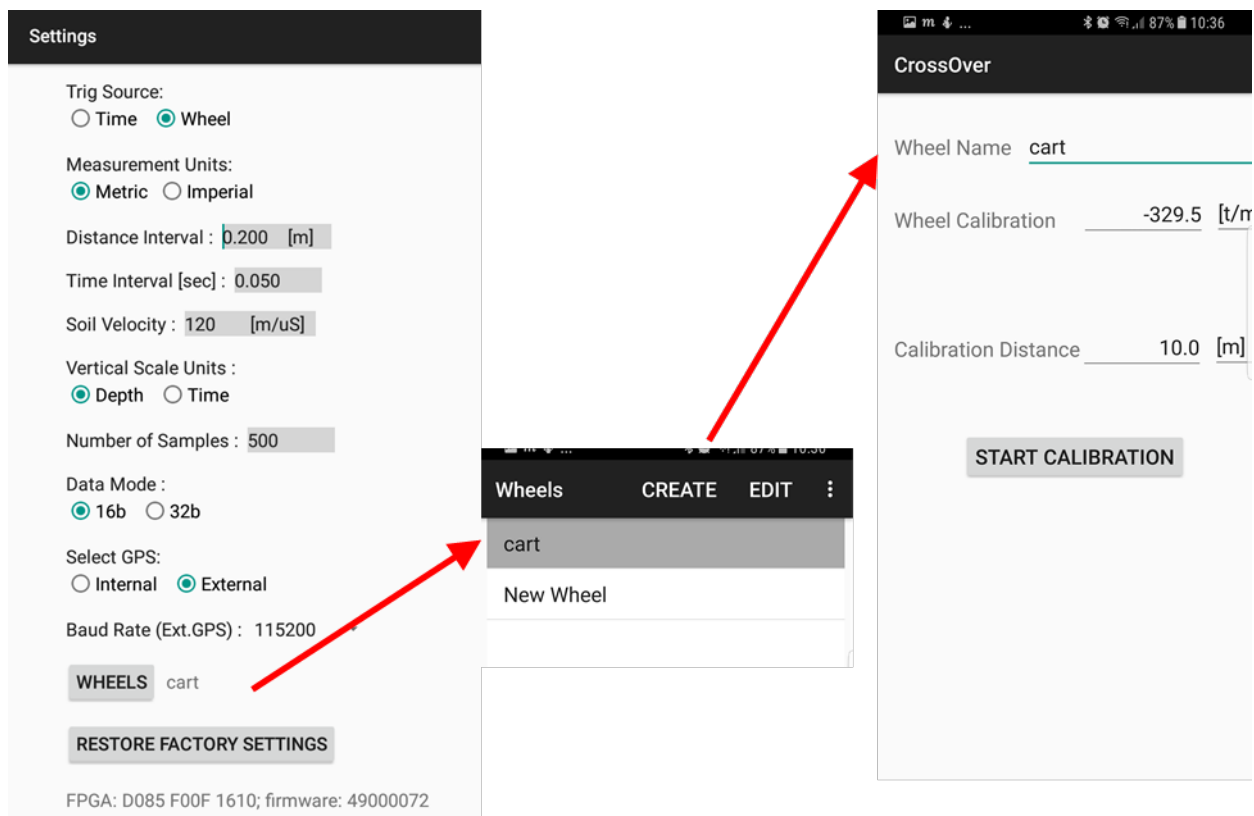 Settings
Trig Source:
Time Wheel
Measurement Units:
Metric Imperial
Distance Interval : 0.200 [m]
Time Interval [sec] : 0.050
Soil Velocity : 120 [m/uS]
Vertical Scale Units :
Depth Time
Number of Samples : 500
Data Mode :
16b 32b
Select GPS:
Internal External
Baud Rate (Ext.GPS) : 115200
WHEELS cart
RESTORE FACTORY SETTINGS
FPGA: D085 F00F 1610; firmware: 49000072
Wheels CREATE EDIT
cart
New Wheel
m ... 87% 10:36
CrossOver
Wheel Name cart
Wheel Calibration -329.5 [t/m
Calibration Distance 10.0 [m]
START CALIBRATION